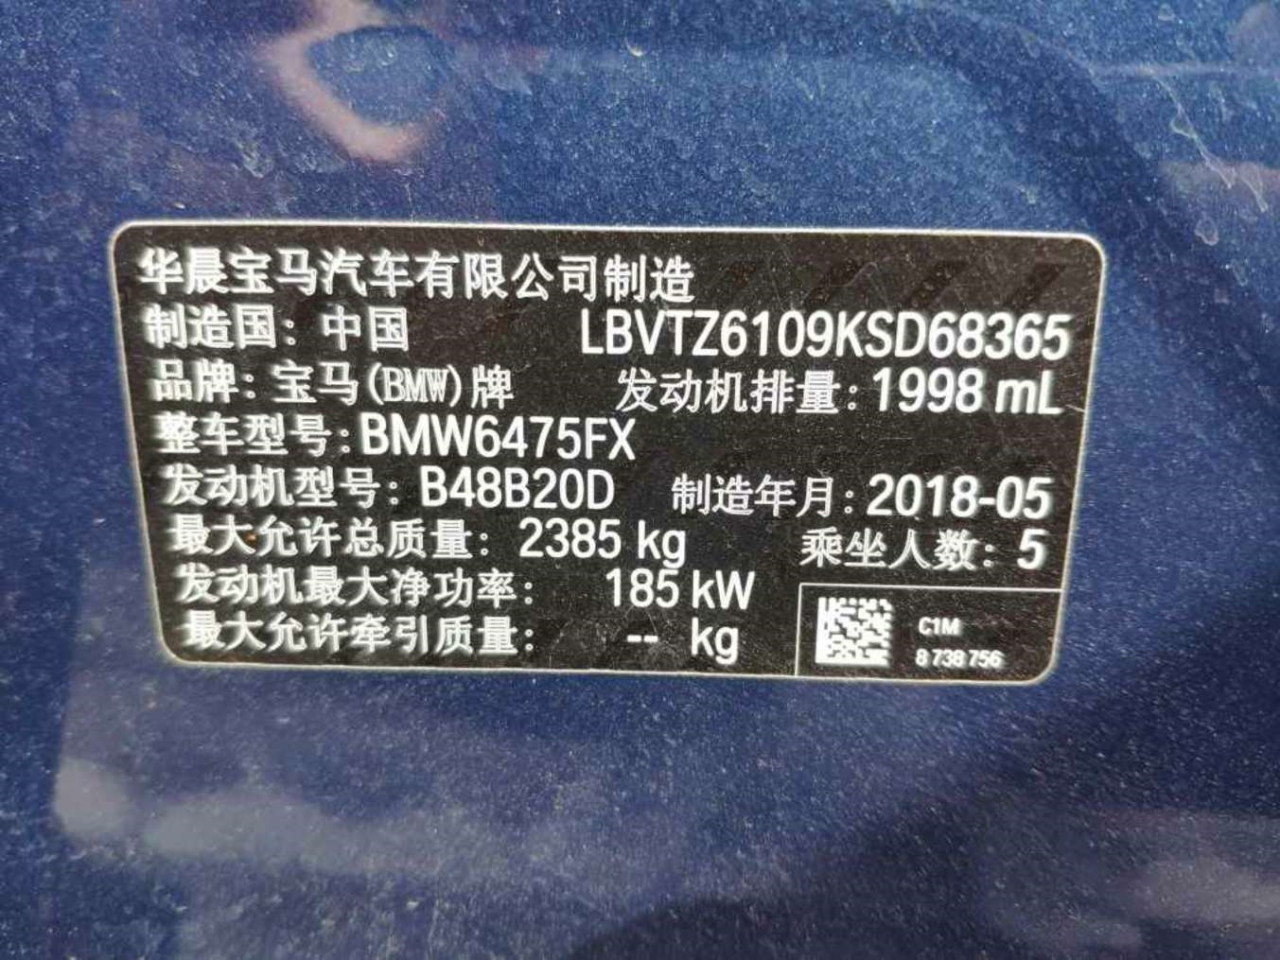 华晨宝马汽车有限公司制造
制造国：中国 LBVTZ6109KSD68365
品牌：宝马(BMW)牌 发动机排量：1998 mL
整车型号：BMW6475FX
发动机型号：B48B20D 制造年月：2018-05
最大允许总质量：2385 kg 乘坐人数：5
发动机最大净功率：185 kW
最大允许牵引质量：-- kg
C1M
8 738 756